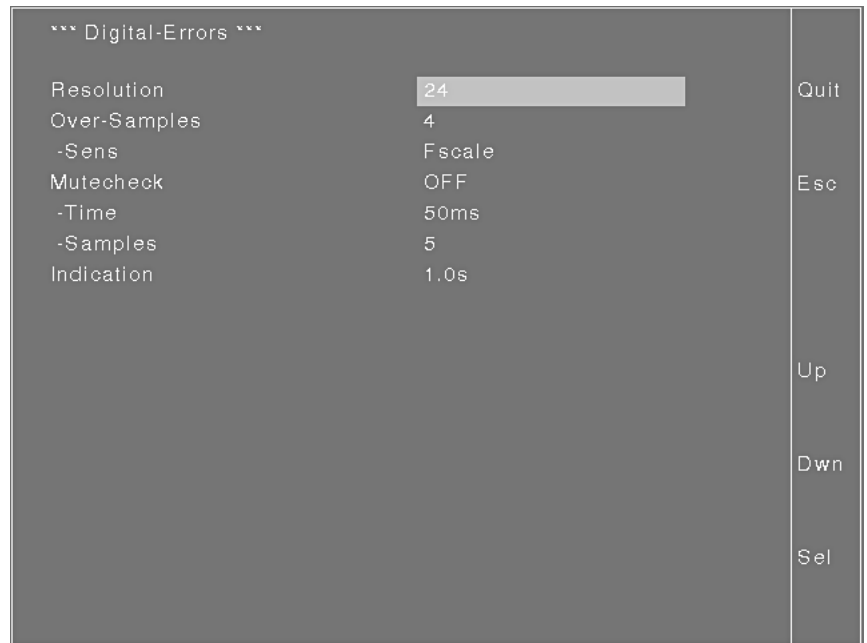 *** Digital-Errors ***
Resolution 24 Quit
Over-Samples 4
-Sens Fscale
Mutecheck OFF Esc
-Time 50ms
-Samples 5
Indication 1.0s
Up
Dwn
Sel